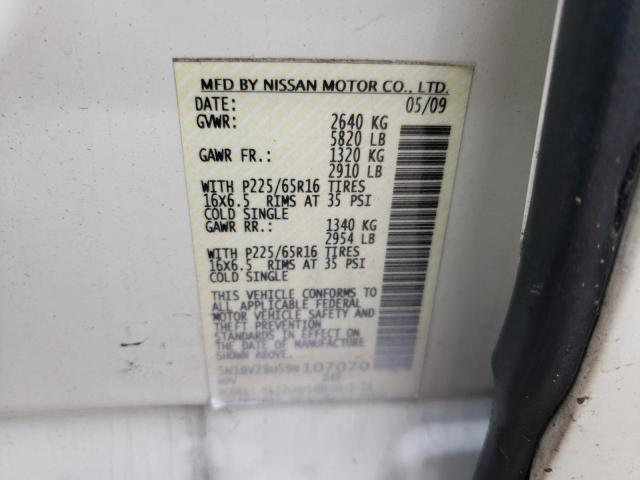 MFD BY NISSAN MOTOR CO., LTD.
DATE: 05/09
GVWR: 2640 KG
5820 LB
GAWR FR.: 1320 KG
2910 LB
WITH P225/65R16 TIRES
16X6.5 RIMS AT 35 PSI
COLD SINGLE
GAWR RR.: 1340 KG
2954 LB
WITH P225/65R16 TIRES
16X6.5 RIMS AT 35 PSI
COLD SINGLE
THIS VEHICLE CONFORMS TO
ALL APPLICABLE FEDERAL
MOTOR VEHICLE SAFETY AND
THEFT PREVENTION
STANDARDS IN EFFECT ON
THE DATE OF MANUFACTURE
SHOWN ABOVE.
107070
MPV